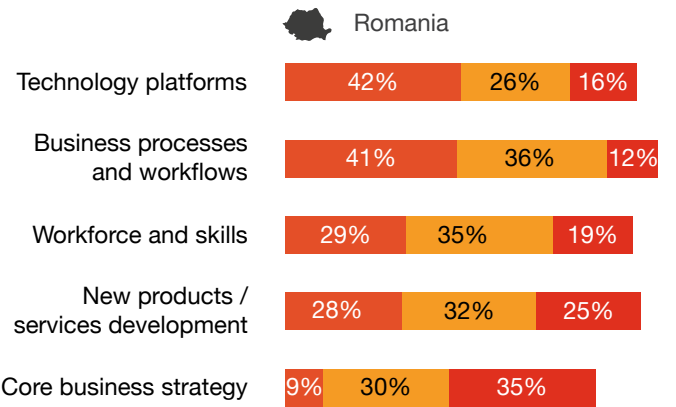 Romania
Technology platforms
42% 26% 16%
Business processes
and workflows
41% 36% 12%
Workforce and skills
29% 35% 19%
New products /
services development
28% 32% 25%
Core business strategy
9% 30% 35%